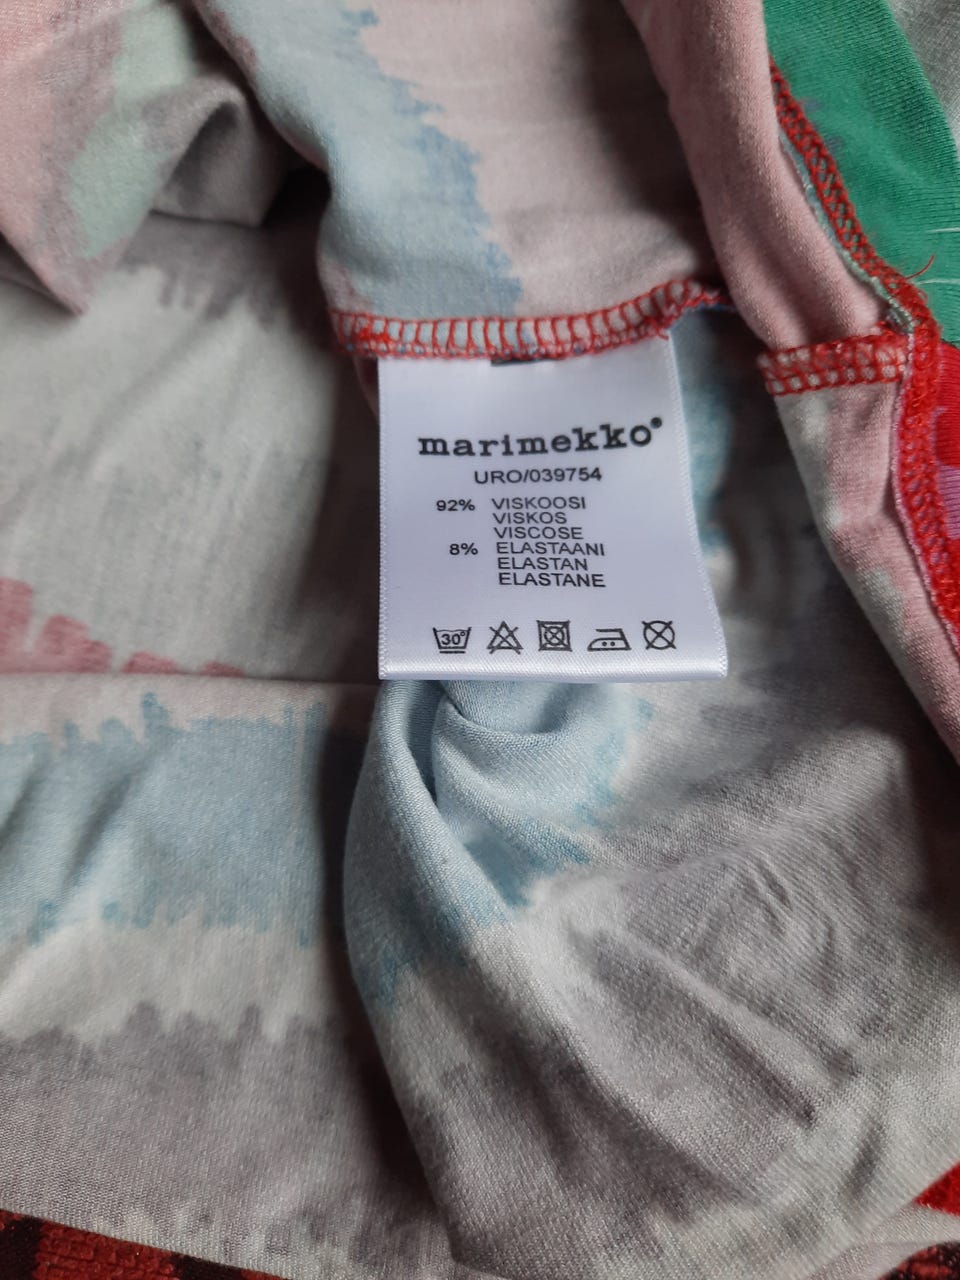 marimekko®
URO/039754
92% VISKOOSI
VISKOS
VISCOSE
8% ELASTAANI
ELASTAN
ELASTANE
30°